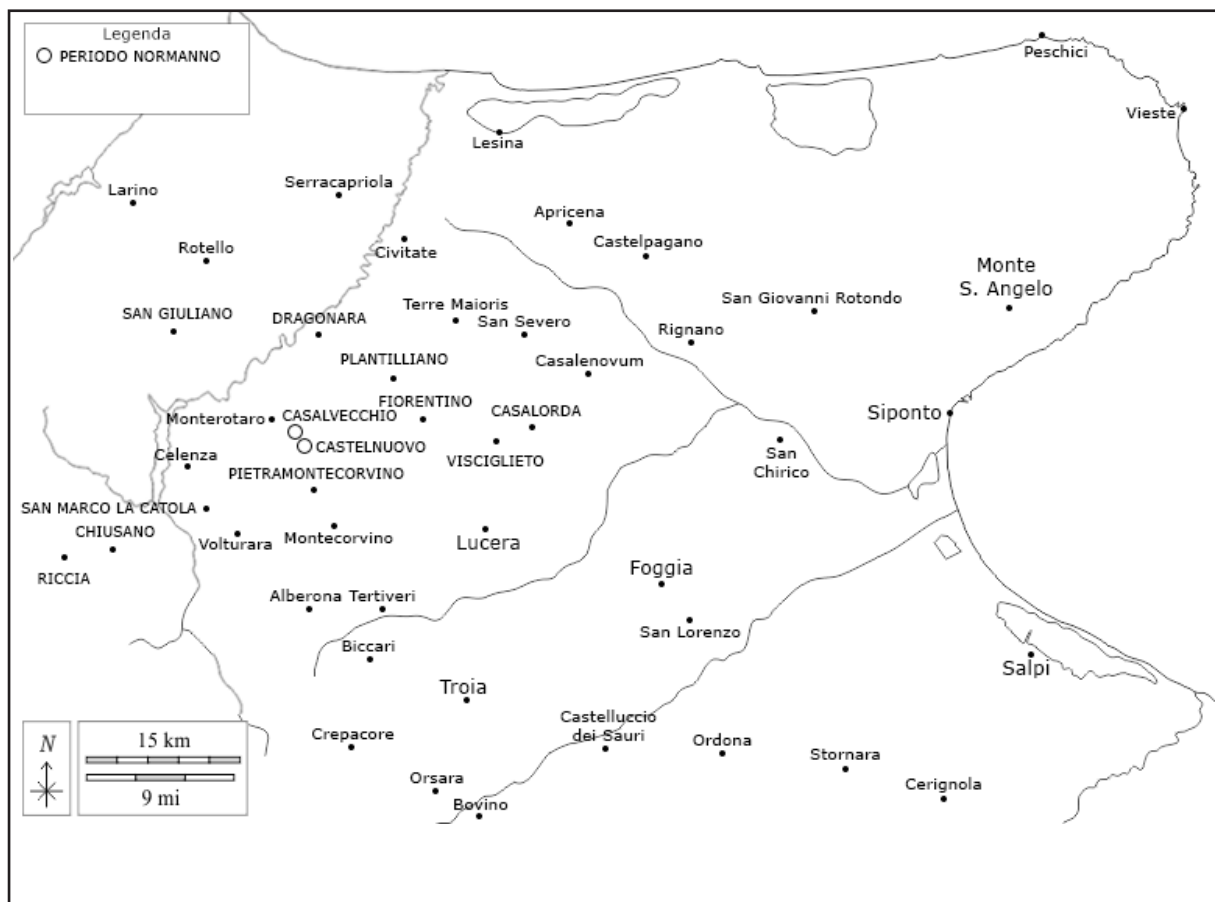 Legenda
PERIODO NORMANNO
Peschici
Vieste
Lesina
Larino
Serracapriola
Apricena
Rotello
Civitate
Castelpagano
Monte
S. Angelo
SAN GIULIANO
DRAGONARA
Terre Maioris
San Severo
San Giovanni Rotondo
Rignano
PLANTILLIANO
Casalenovum
Monterotaro
CASALVECCHIO
FIORENTINO
CASALORDA
Siponto
CASTELNUOVO
Celenza
VISCIGLIETO
San
Chirico
PIETRAMONTECORVINO
SAN MARCO LA CATOLA
CHIUSANO
Volturara
Montecorvino
Lucera
RICCIA
Foggia
Alberona
Tertiveri
San Lorenzo
Biccari
Salpi
Troia
Castelluccio
dei Sauri
Crepacore
Ordona
Stornara
Orsara
Cerignola
Bovino
N
15 km
9 mi